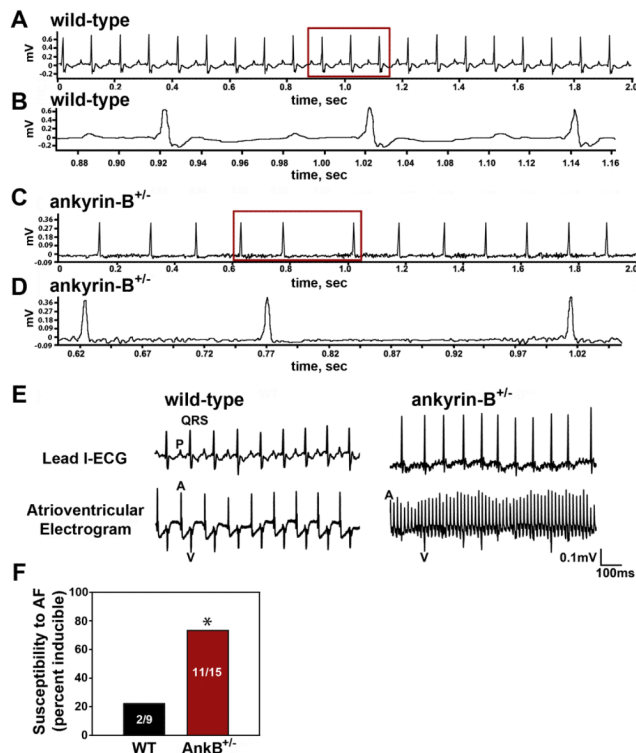 A wild-type
mV
0.6
0.4
0.2
0
-0.2
0 0.2 0.4 0.6 0.8 1.0 1.2 1.4 1.6 1.8 2.0
time, sec
B wild-type
mV
0.6
0.4
0.2
0
-0.2
0.88 0.90 0.92 0.94 0.96 0.98 1.00 1.02 1.04 1.06 1.08 1.10 1.12 1.14 1.16
time, sec
C ankyrin-B+/-
mV
0.36
0.21
0.09
0
-0.09
0 0.2 0.4 0.6 0.8 1.0 1.2 1.4 1.6 1.8 2.0
time, sec
D ankyrin-B+/-
mV
0.36
0.21
0.09
0
-0.09
0.62 0.67 0.72 0.77 0.82 0.87 0.92 0.97 1.02
time, sec
E wild-type ankyrin-B+/-
QRS
P
Lead I-ECG
A A
Atrioventricular
Electrogram
V V
0.1mV
100ms
F
Susceptibility to AF
(percent inducible)
100
80
60
40
20
0
*
11/15
2/9
WT AnkB+/-